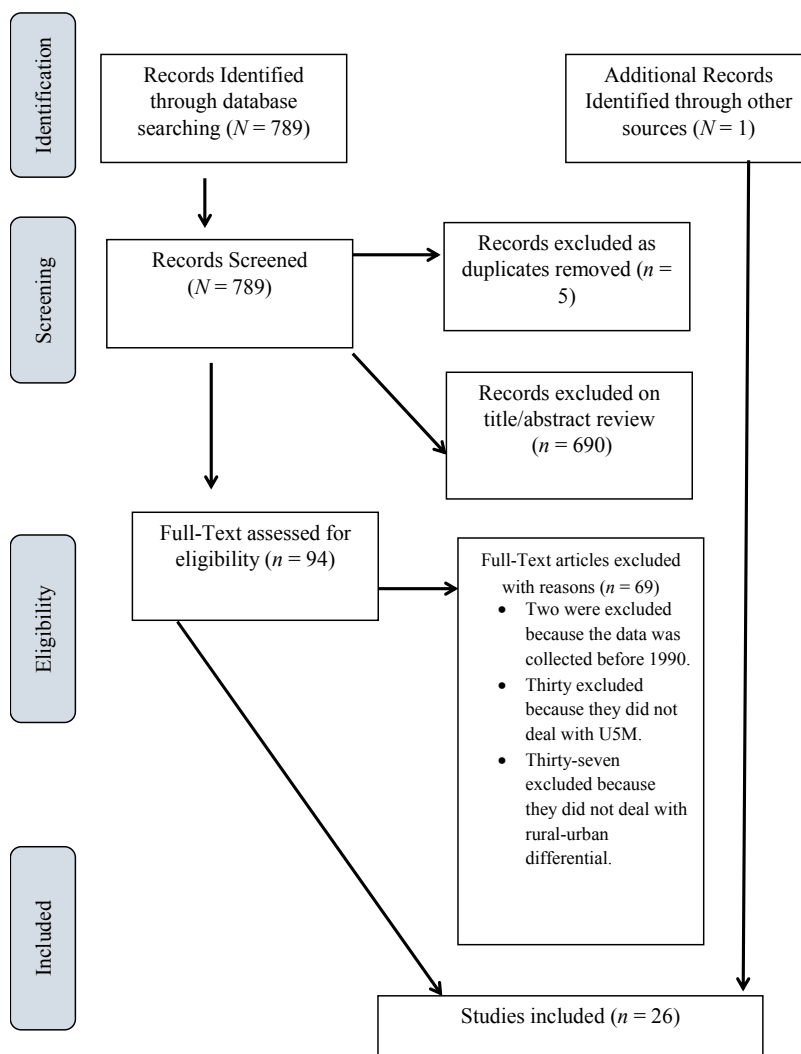 Identification
Records Identified
through database
searching (N = 789)
Additional Records
Identified through other
sources (N = 1)
Screening
Records Screened
(N = 789)
Records excluded as
duplicates removed (n =
5)
Records excluded on
title/abstract review
(n = 690)
Eligibility
Full-Text assessed for
eligibility (n = 94)
Full-Text articles excluded
with reasons (n = 69)
• Two were excluded
because the data was
collected before 1990.
• Thirty excluded
because they did not
deal with U5M.
• Thirty-seven
excluded because
they did not deal with
rural-urban
differential.
Included
Studies included (n = 26)